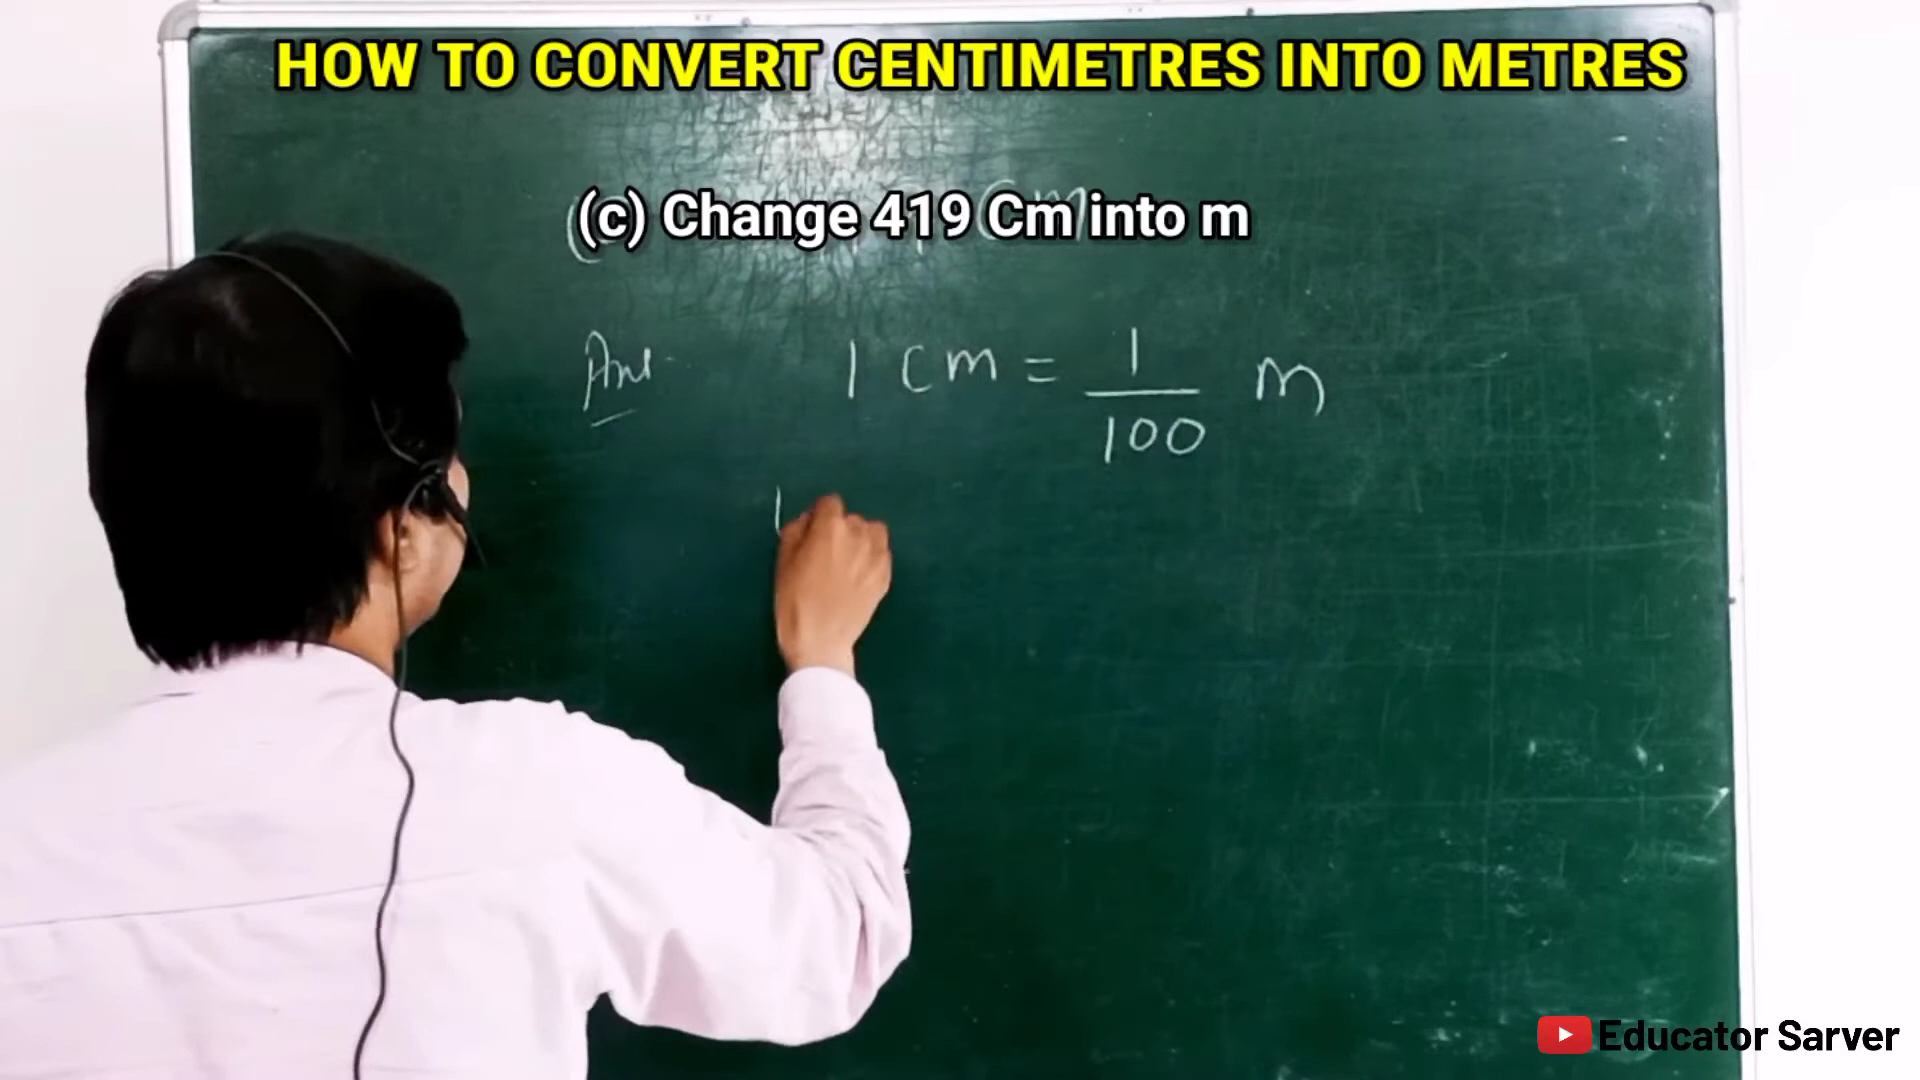 HOW TO CONVERT CENTIMETRES INTO METRES
(c) Change 419 Cm into m
Ans 1 cm = 1/100 m
Educator Sarver